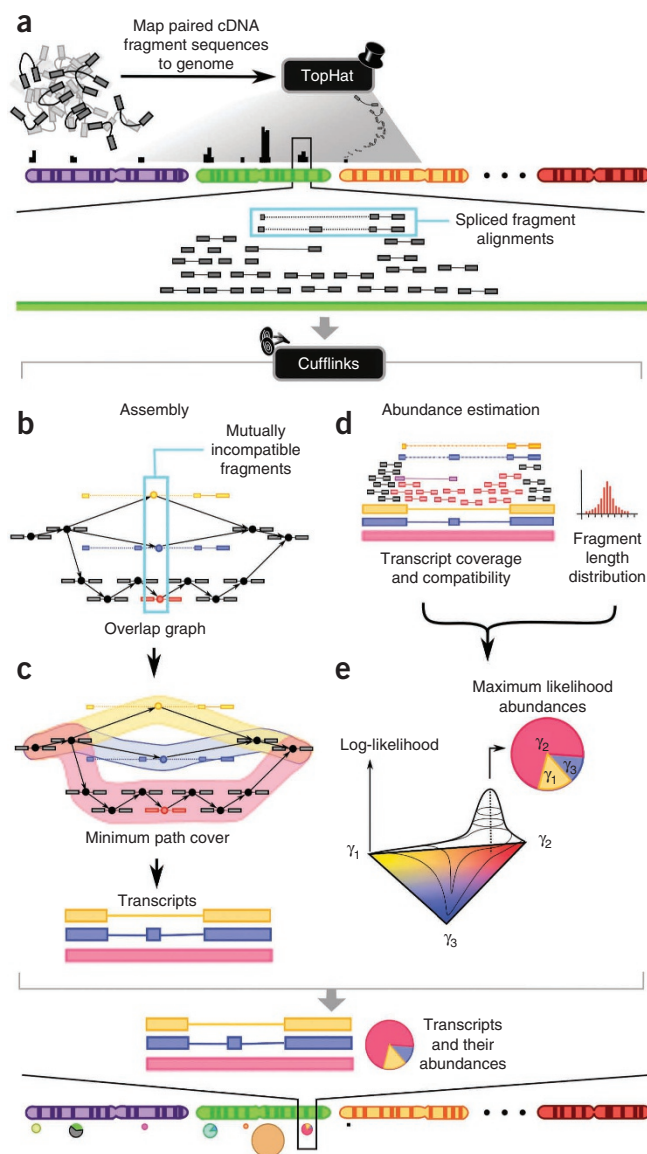 a
Map paired cDNA
fragment sequences
to genome
TopHat
Spliced fragment
alignments
Cufflinks
b
Assembly
Mutually
incompatible
fragments
Overlap graph
c
Minimum path cover
Transcripts
d
Abundance estimation
Transcript coverage
and compatibility
Fragment
length
distribution
e
Maximum likelihood
abundances
Log-likelihood
γ2
γ1
γ3
γ1
γ2
γ3
Transcripts
and their
abundances